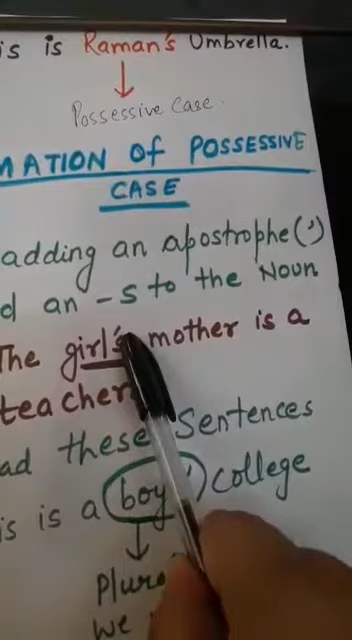 is is Raman's Umbrella.
Possessive Case
MATION of POSSESSIVE
CASE
adding an apostrophe(')
d an -s to the Noun
The girl's mother is a
teacher
ad these Sentences
is is a boy ') college
Plur
we